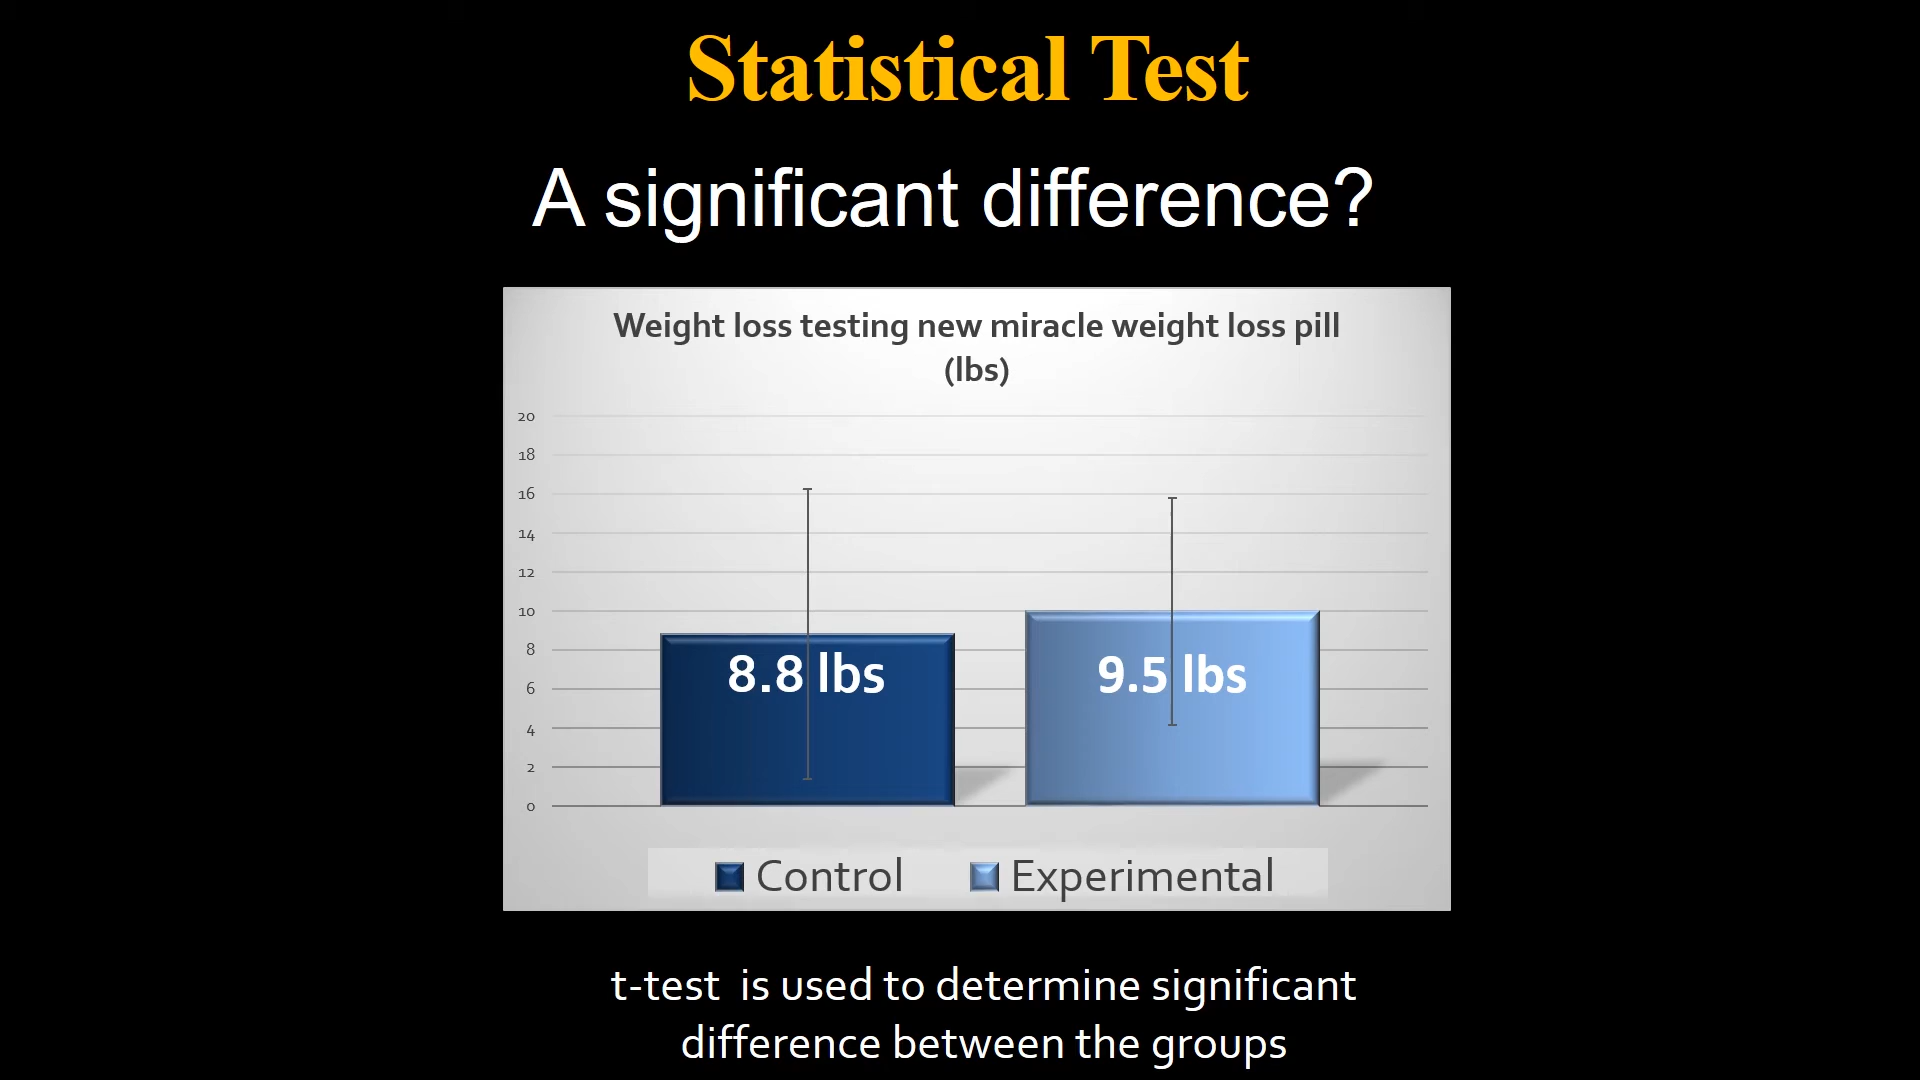 Statistical Test
A significant difference?
Weight loss testing new miracle weight loss pill
(lbs)
20
18
16
14
12
10
8
6
4
2
0
8.8 lbs
9.5 lbs
Control
Experimental
t-test is used to determine significant
difference between the groups